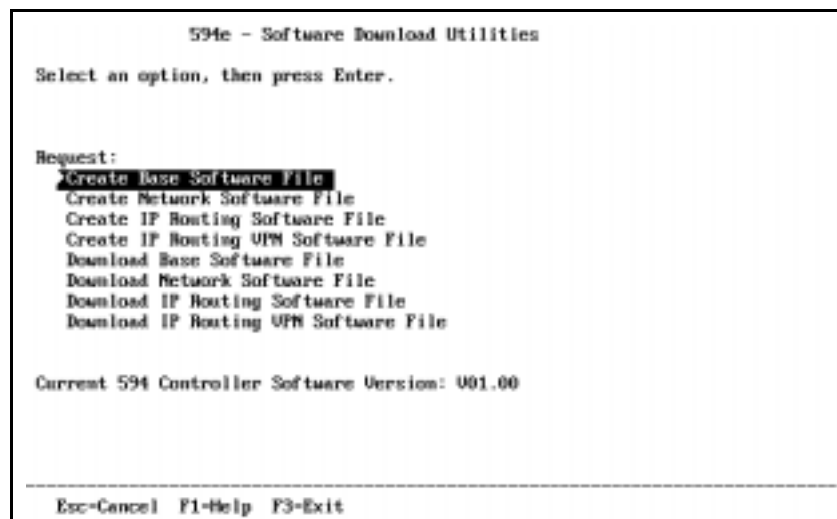 594e - Software Download Utilities
Select an option, then press Enter.
Request:
Create Base Software File
Create Network Software File
Create IP Routing Software File
Create IP Routing VPN Software File
Download Base Software File
Download Network Software File
Download IP Routing Software File
Download IP Routing VPN Software File
Current 594 Controller Software Version: V01.00
Esc=Cancel F1=Help F3=Exit